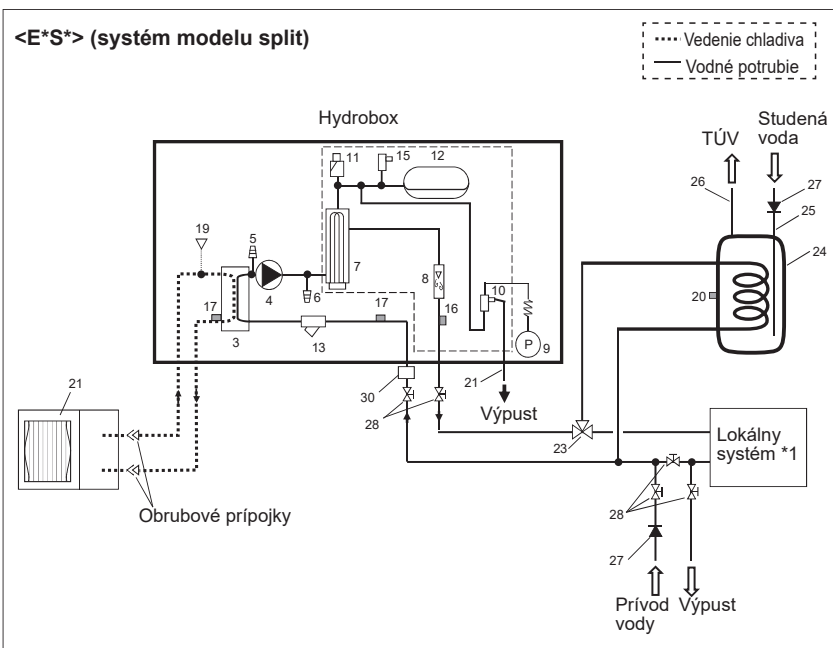 <E*S*> (systém modelu split)
Vedenie chladiva
Vodné potrubie
Hydrobox
TÚV
Studená
voda
11
15
12
26
27
25
19
5
24
7
8
4
6
10
20
17
17
16
3
13
9
P
21
30
21
28
Výpust
23
Lokálny
systém *1
Obrubové prípojky
28
27
Prívod
vody
Výpust